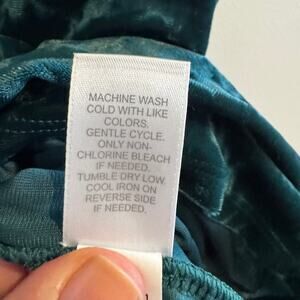 MACHINE WASH
COLD WITH LIKE
COLORS.
GENTLE CYCLE.
ONLY NON-
CHLORINE BLEACH
IF NEEDED.
TUMBLE DRY LOW.
COOL IRON ON
REVERSE SIDE
IF NEEDED.
1